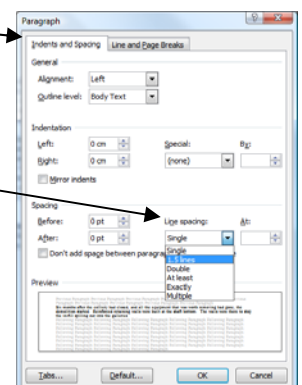 Paragraph
Indents and Spacing Line and Page Breaks
General
Alignment: Left
Outline level: Body Text
Indentation
Left: 0 cm Special: By:
Right: 0 cm (none)
Mirror indents
Spacing
Before: 0 pt Line spacing: At:
After: 0 pt Single
Don't add space between paragra
Single
1.5 lines
Double
At least
Exactly
Multiple
Preview
Tabs... Default... OK Cancel